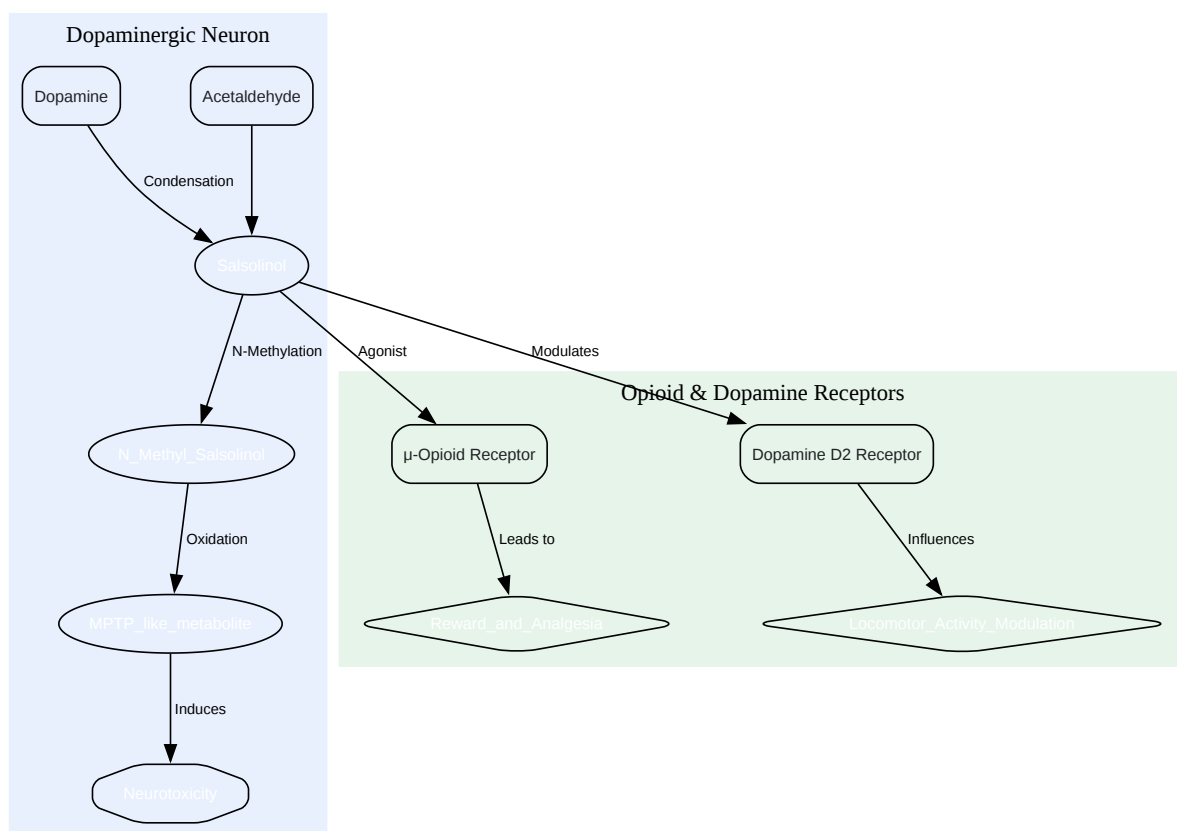 Dopaminergic Neuron
Dopamine
Acetaldehyde
Condensation
Salsolinol
N-Methylation
Agonist
Modulates
Opioid & Dopamine Receptors
N_Methyl_Salsolinol
μ-Opioid Receptor
Dopamine D2 Receptor
Oxidation
Leads to
Influences
MPTP_like_metabolite
Reward_and_Analgesia
Locomotor_Activity_Modulation
Induces
Neurotoxicity